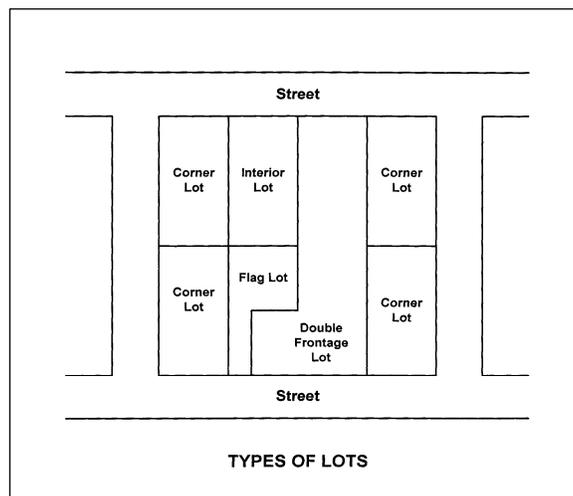 Street
Corner
Lot
Interior
Lot
Corner
Lot
Corner
Lot
Flag Lot
Corner
Lot
Double
Frontage
Lot
Street
TYPES OF LOTS